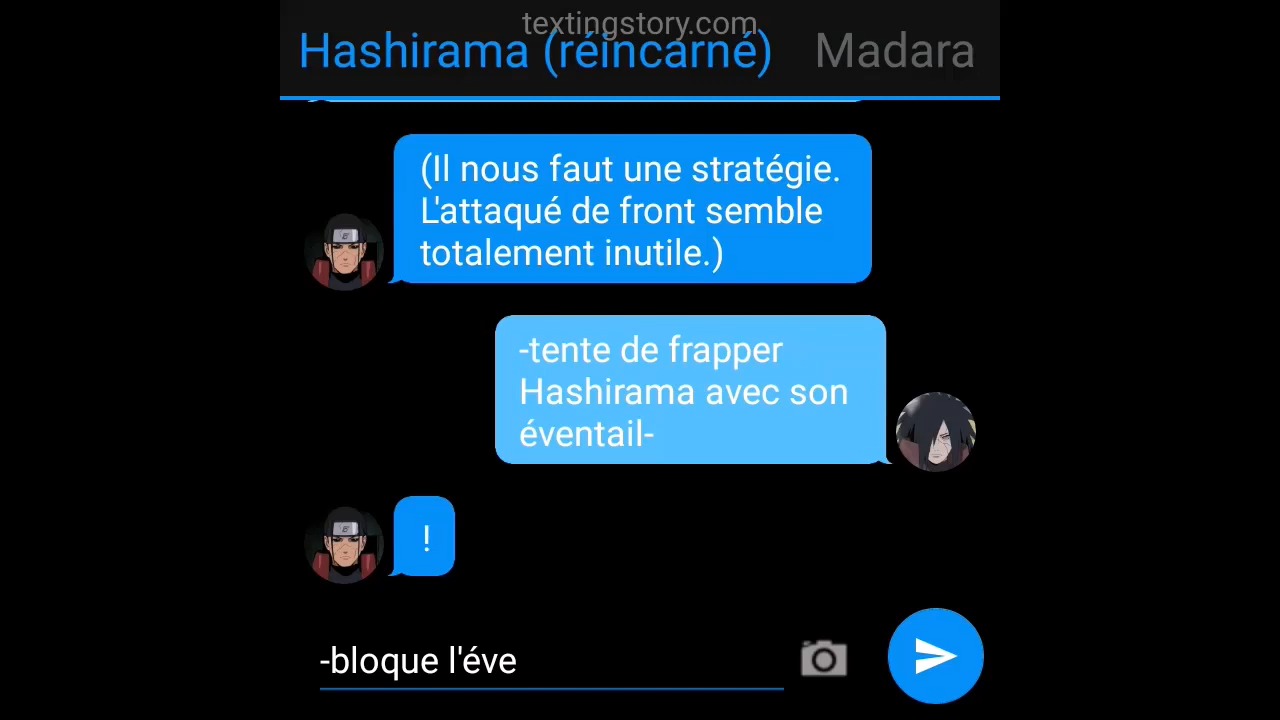 textingstory.com
Hashirama (réincarné) Madara
(Il nous faut une stratégie.
L'attaqué de front semble
totalement inutile.)
-tente de frapper
Hashirama avec son
éventail-
!
-bloque l'éve